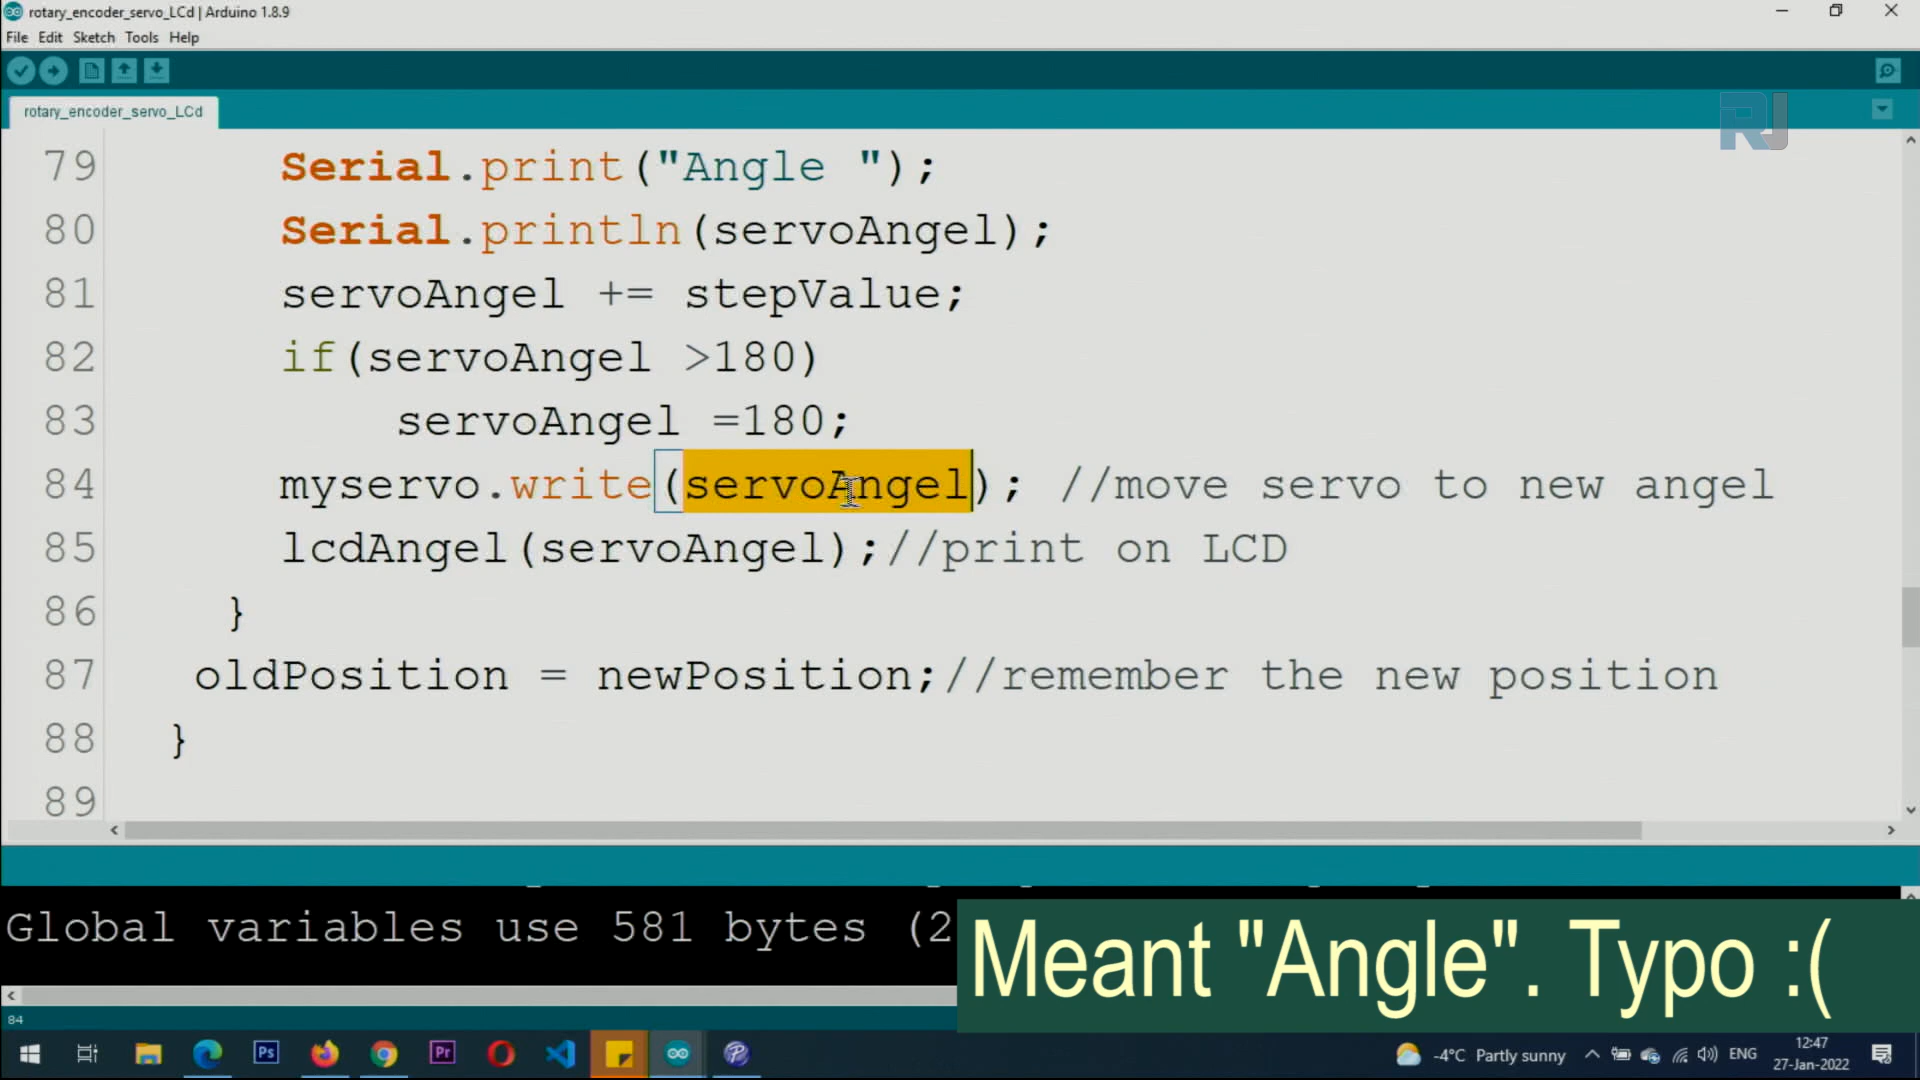 rotary_encoder_servo_LCd | Arduino 1.8.9
File Edit Sketch Tools Help
rotary_encoder_servo_LCd
RJ
79 Serial.print("Angle ");
80 Serial.println(servoAngel);
81 servoAngel += stepValue;
82 if(servoAngel >180)
83 servoAngel =180;
84 myservo.write(servoAngel); //move servo to new angel
85 lcdAngel(servoAngel);//print on LCD
86 }
87 oldPosition = newPosition;//remember the new position
88 }
89
Global variables use 581 bytes (2
Meant "Angle". Typo :(
84
Ps Pr
-4°C Partly sunny ENG
12:47
27-Jan-2022